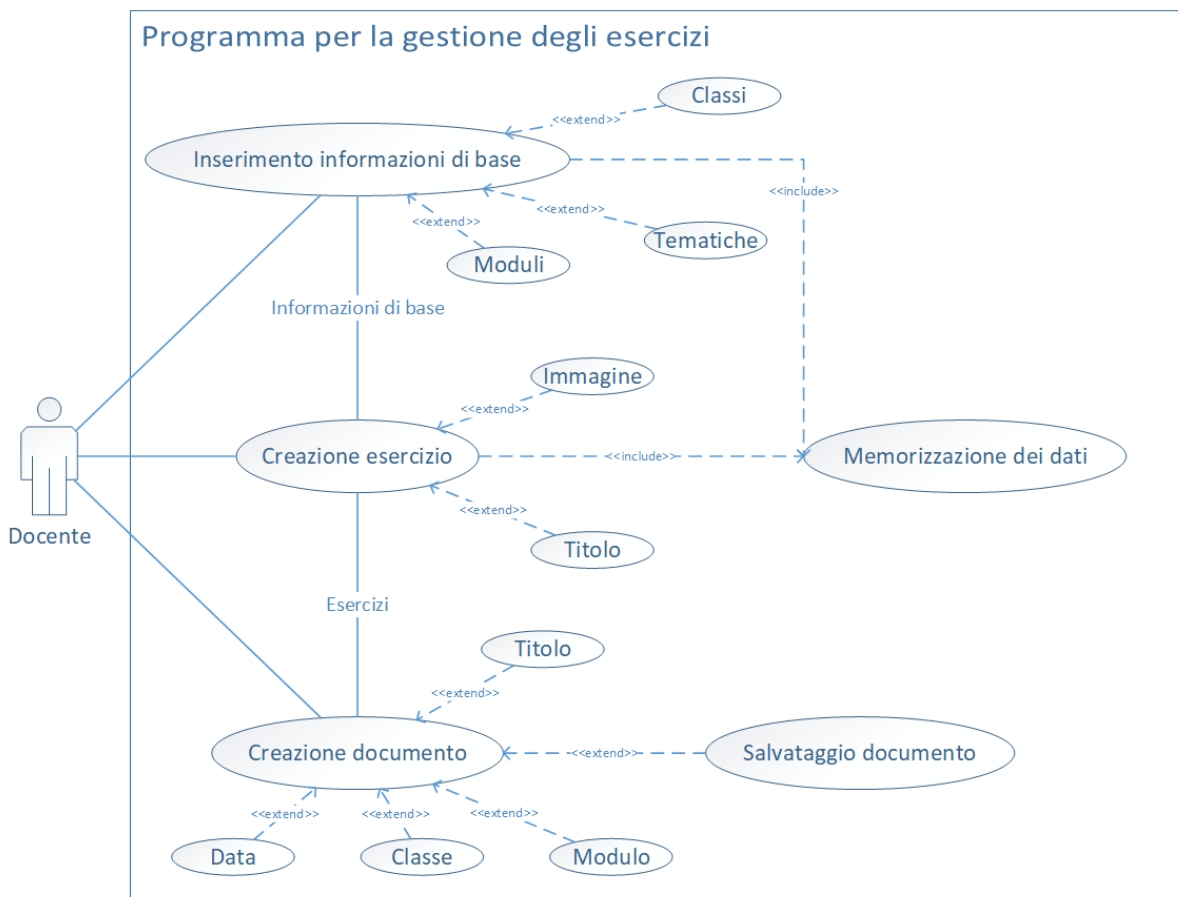 Programma per la gestione degli esercizi
Classi
<<extend>>
Inserimento informazioni di base
<<include>>
<<extend>>
<<extend>>
Tematiche
Moduli
Informazioni di base
Immagine
<<extend>>
Creazione esercizio
<<include>>
Memorizzazione dei dati
<<extend>>
Docente
Titolo
Esercizi
Titolo
<<extend>>
Creazione documento
<<extend>>
Salvataggio documento
<<extend>>
<<extend>>
<<extend>>
Data
Classe
Modulo